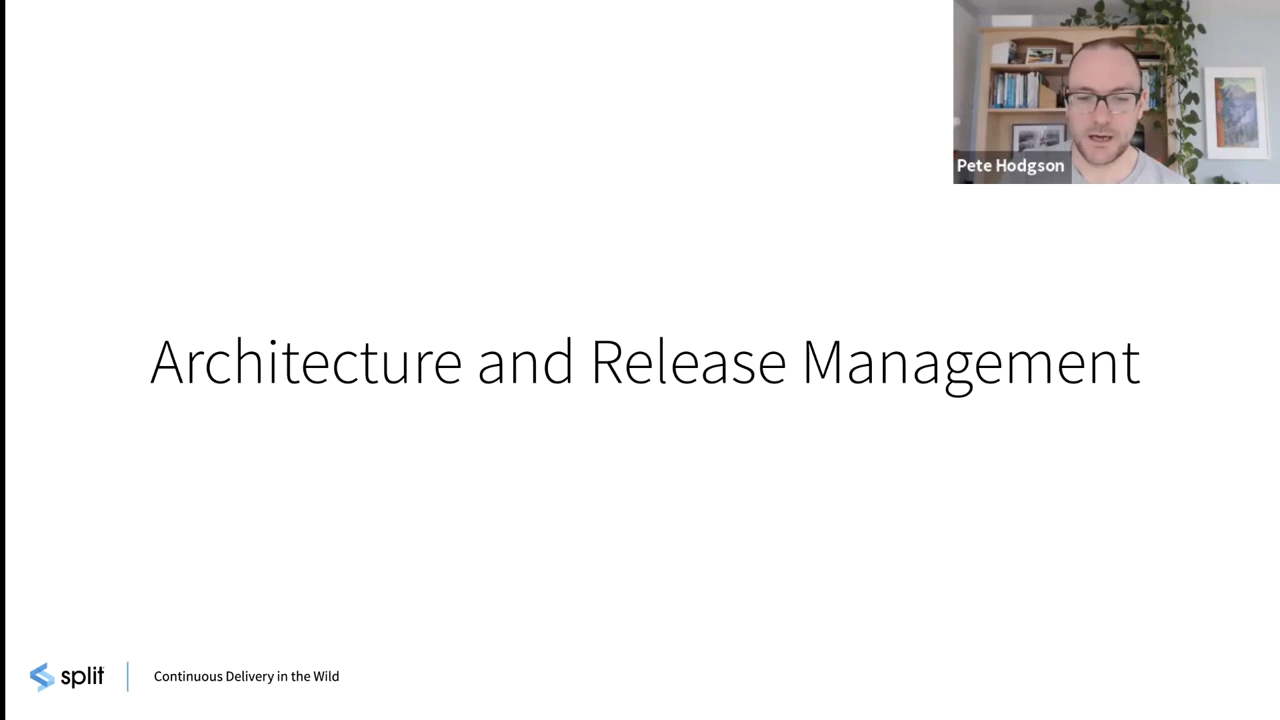 Pete Hodgson
Architecture and Release Management
split
Continuous Delivery in the Wild